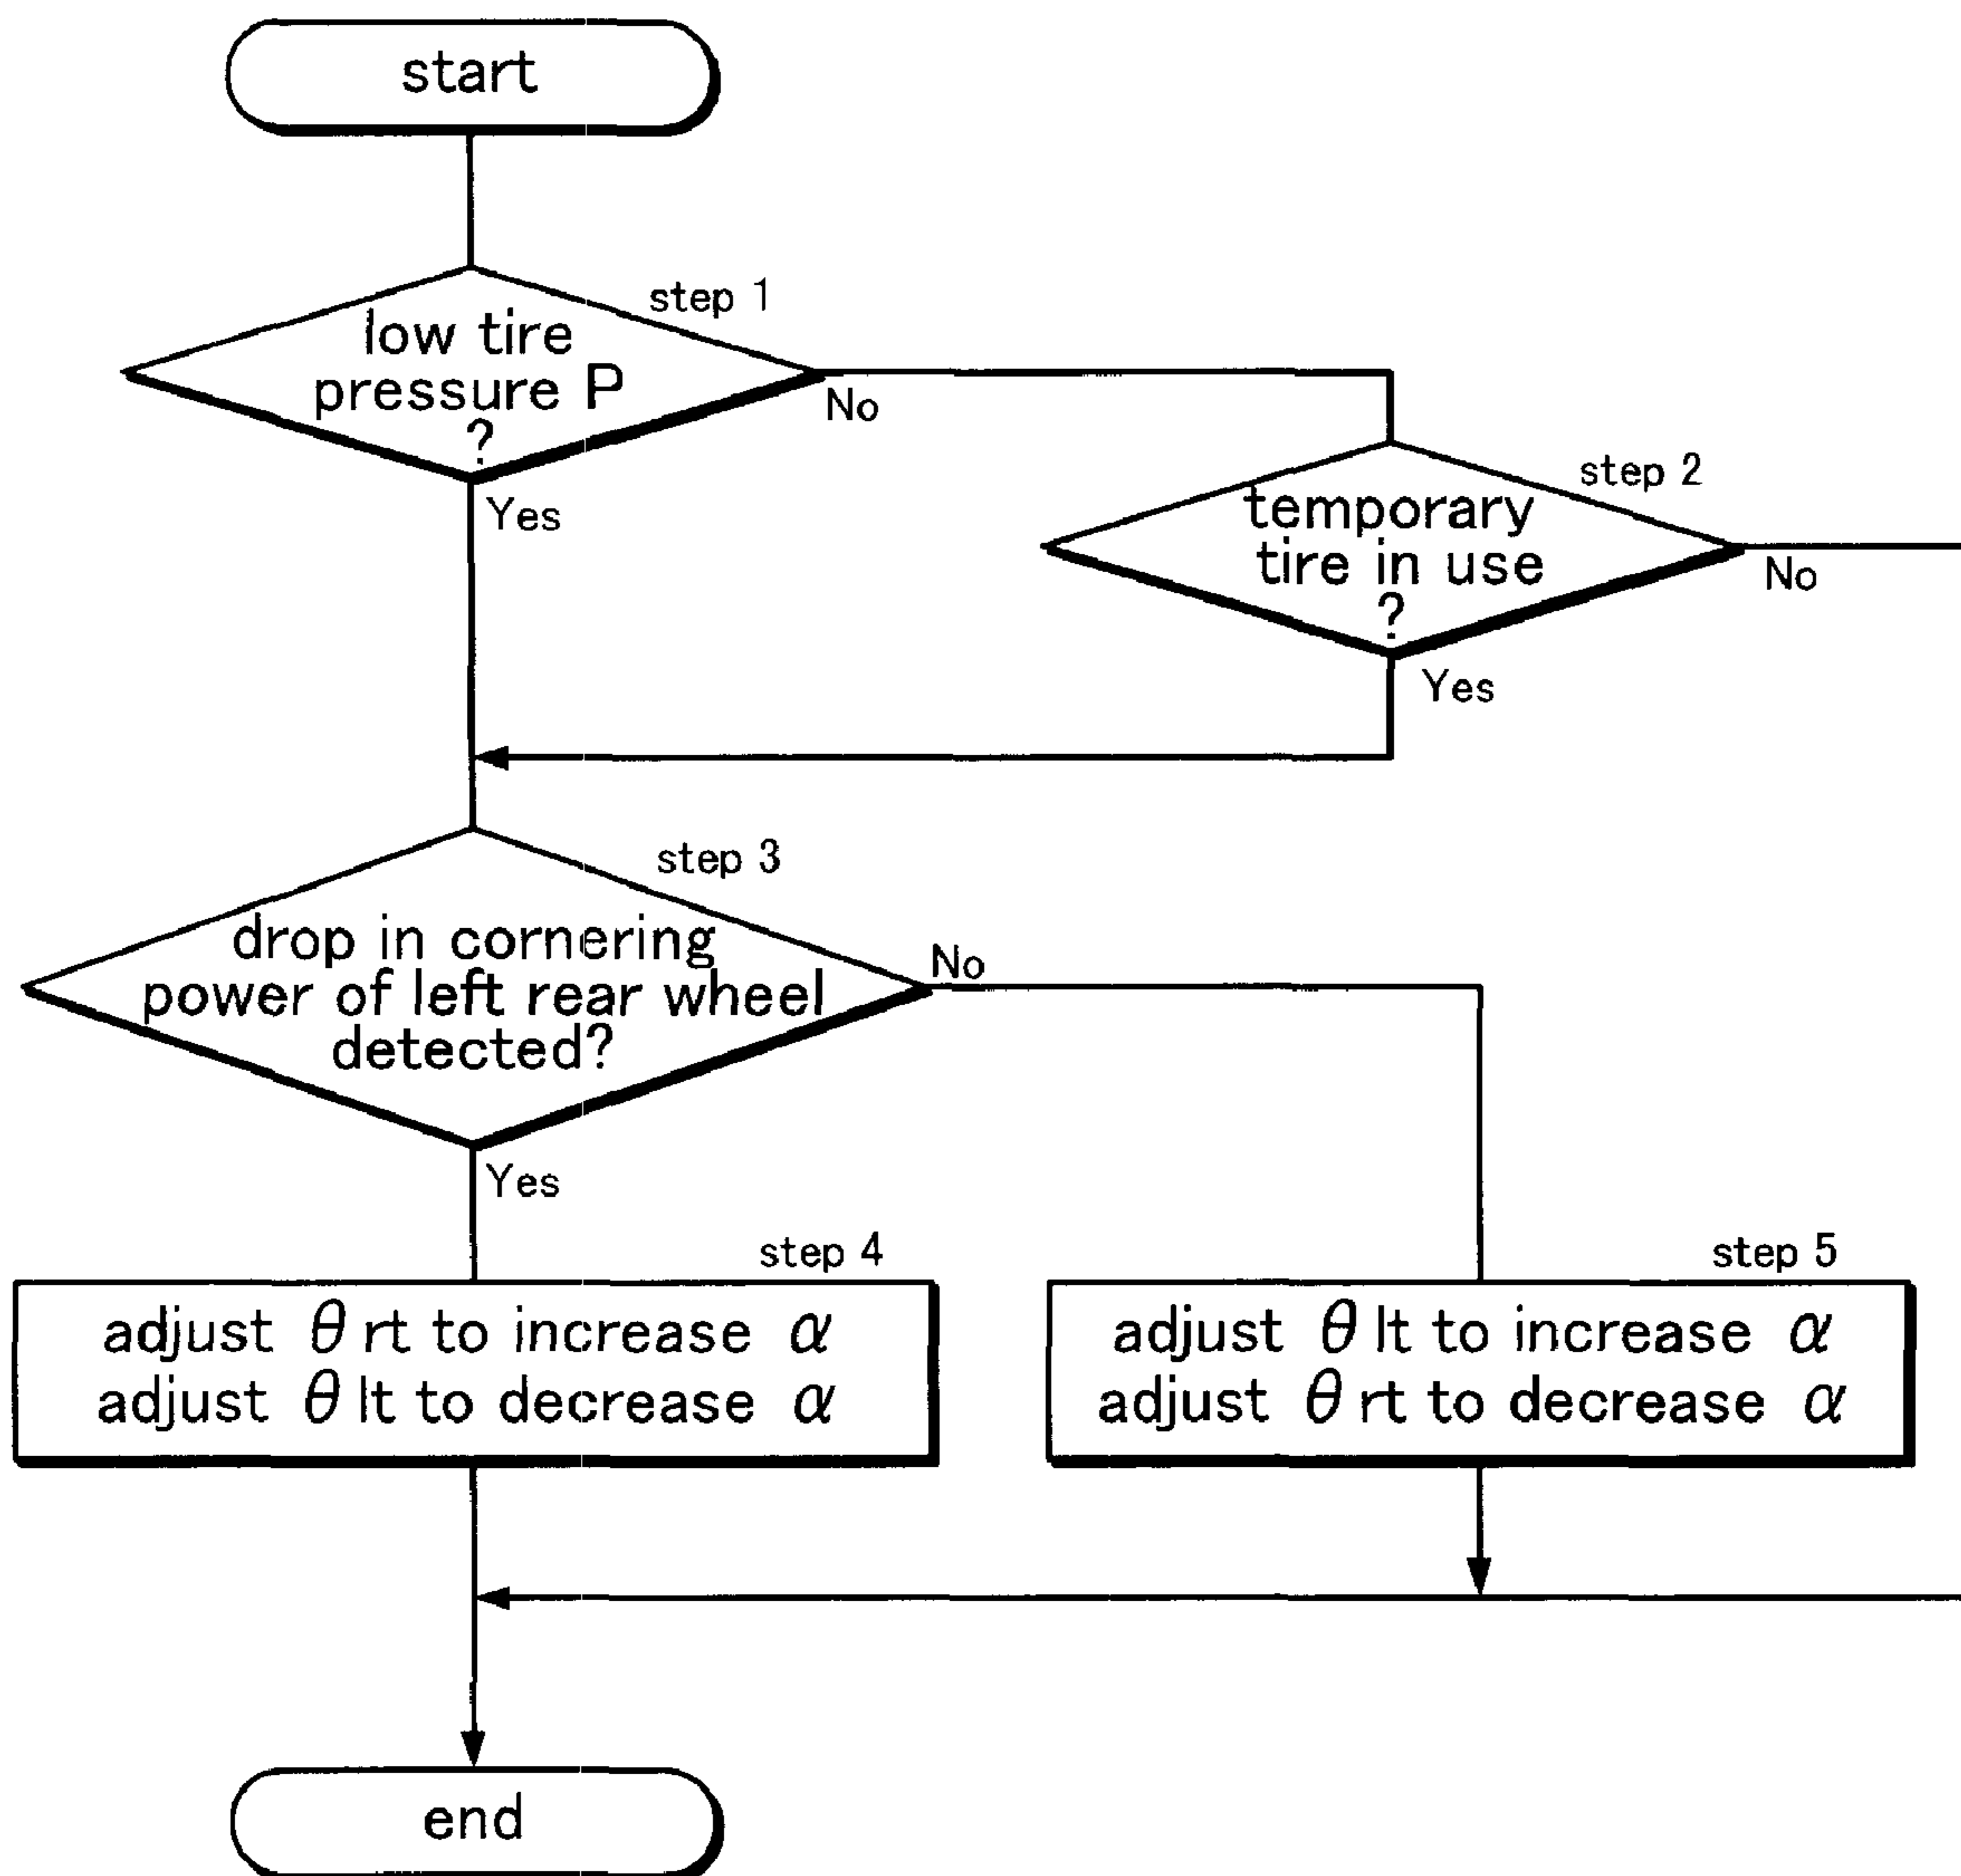 start
step 1
low tire
pressure P
?
No
Yes
step 2
temporary
tire in use
?
No
Yes
step 3
drop in cornering
power of left rear wheel
detected?
No
Yes
step 4
adjust θ rt to increase α
adjust θ lt to decrease α
step 5
adjust θ lt to increase α
adjust θ rt to decrease α
end